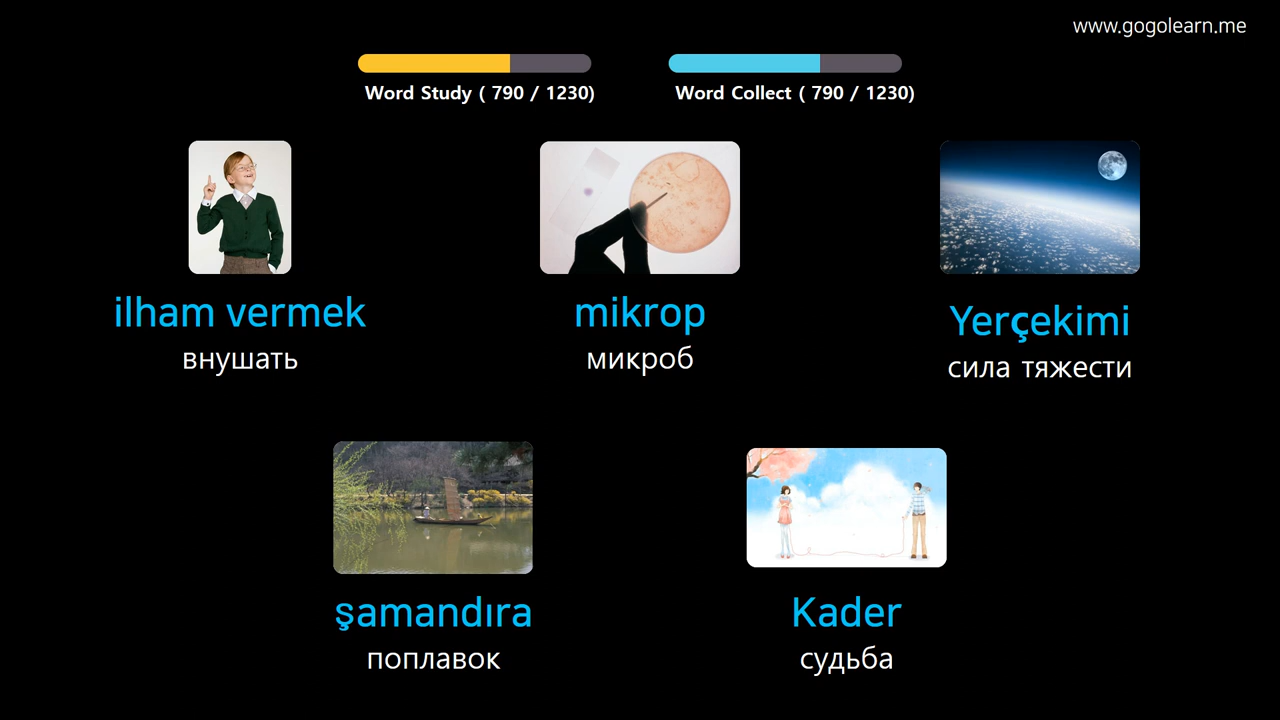 www.gogolearn.me
Word Study ( 790 / 1230)
Word Collect ( 790 / 1230)
ilham vermek
внушать
mikrop
микроб
Yerçekimi
сила тяжести
şamandıra
поплавок
Kader
судьба